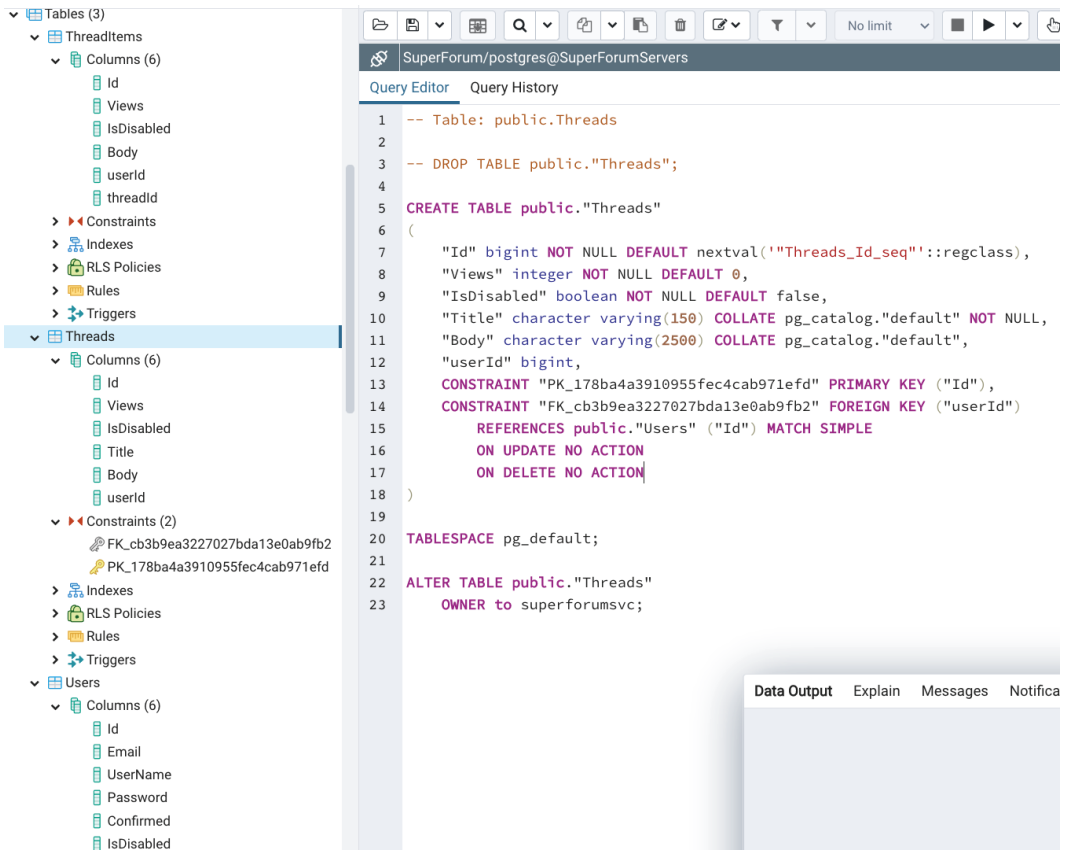 Tables (3)
ThreadItems
Columns (6)
Id
Views
IsDisabled
Body
userId
threadId
Constraints
Indexes
RLS Policies
Rules
Triggers
Threads
Columns (6)
Id
Views
IsDisabled
Title
Body
userId
Constraints (2)
FK_cb3b9ea3227027bda13e0ab9fb2
PK_178ba4a3910955fec4cab971efd
Indexes
RLS Policies
Rules
Triggers
Users
Columns (6)
Id
Email
UserName
Password
Confirmed
IsDisabled
No limit
SuperForum/postgres@SuperForumServers
Query Editor Query History
1 -- Table: public.Threads
2
3 -- DROP TABLE public."Threads";
4
5 CREATE TABLE public."Threads"
6 (
7 "Id" bigint NOT NULL DEFAULT nextval('"Threads_Id_seq"'::regclass),
8 "Views" integer NOT NULL DEFAULT 0,
9 "IsDisabled" boolean NOT NULL DEFAULT false,
10 "Title" character varying(150) COLLATE pg_catalog."default" NOT NULL,
11 "Body" character varying(2500) COLLATE pg_catalog."default",
12 "userId" bigint,
13 CONSTRAINT "PK_178ba4a3910955fec4cab971efd" PRIMARY KEY ("Id"),
14 CONSTRAINT "FK_cb3b9ea3227027bda13e0ab9fb2" FOREIGN KEY ("userId")
15 REFERENCES public."Users" ("Id") MATCH SIMPLE
16 ON UPDATE NO ACTION
17 ON DELETE NO ACTION
18 )
19
20 TABLESPACE pg_default;
21
22 ALTER TABLE public."Threads"
23 OWNER to superforumsvc;
Data Output Explain Messages Notifica